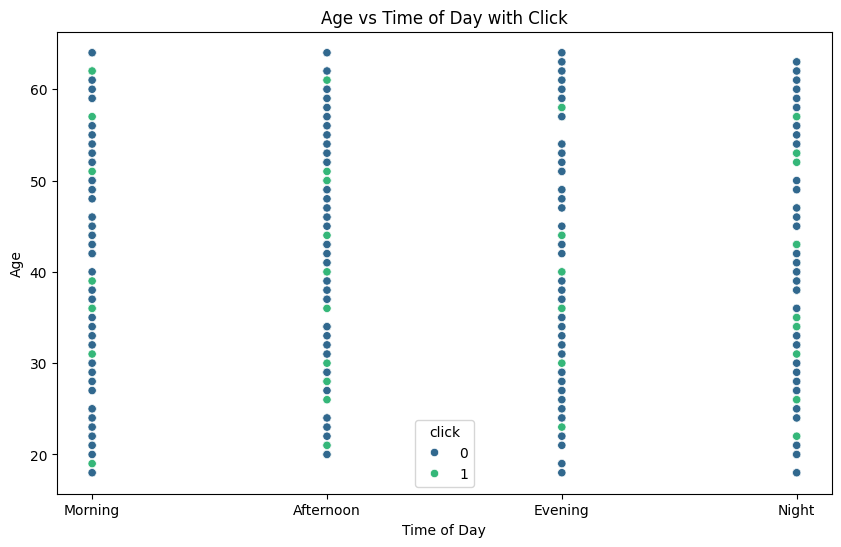 Age vs Time of Day with Click
60
50
40
30
20
Age
click
0
1
Morning Afternoon Evening Night
Time of Day